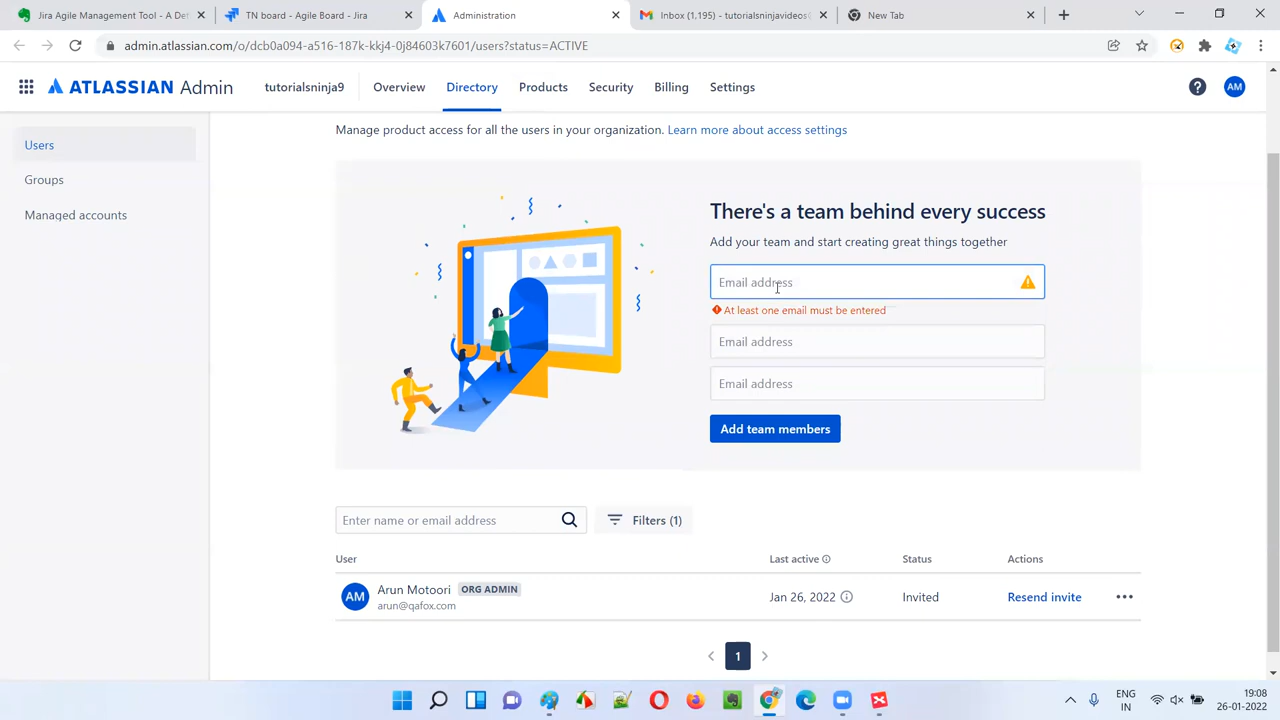 Jira Agile Management Tool - A Det
TN board - Agile Board - Jira
Administration
Inbox (1,195) - tutorialsninjavideos(
New Tab
admin.atlassian.com/o/dcb0a094-a516-187k-kkj4-0j84603k7601/users?status=ACTIVE
ATLASSIAN Admin
tutorialsninja9
Overview
Directory
Products
Security
Billing
Settings
AM
Users
Groups
Managed accounts
Manage product access for all the users in your organization. Learn more about access settings
There's a team behind every success
Add your team and start creating great things together
Email address
At least one email must be entered
Email address
Email address
Add team members
Enter name or email address
Filters (1)
User
Last active
Status
Actions
AM
Arun Motoori ORG ADMIN
arun@qafox.com
Jan 26, 2022
Invited
Resend invite
1
ENG
IN
19:08
26-01-2022